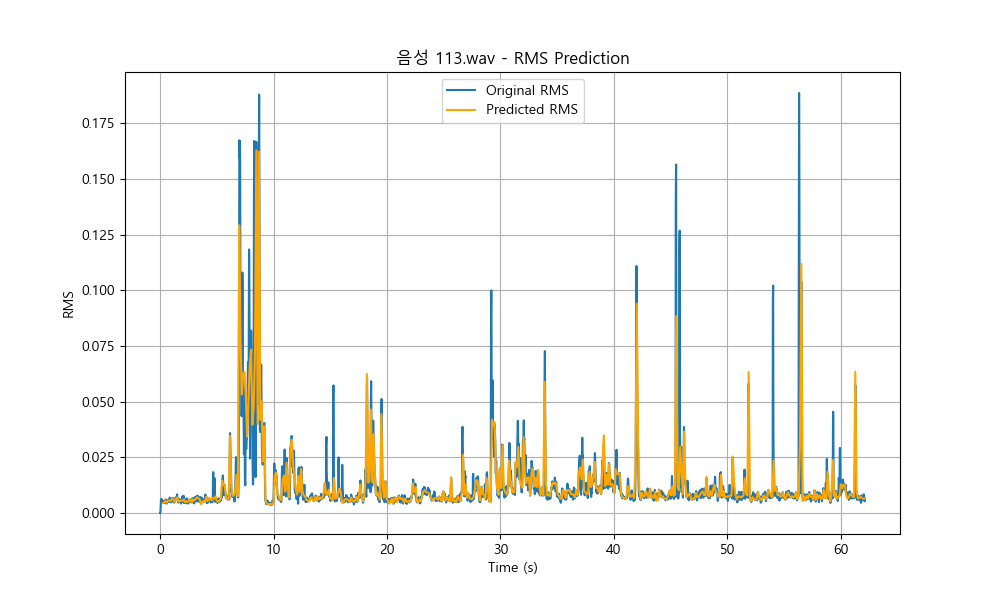 음성 113.wav - RMS Prediction
Original RMS
Predicted RMS
0.175
0.150
0.125
0.100
0.075
0.050
0.025
0.000
RMS
0 10 20 30 40 50 60
Time (s)